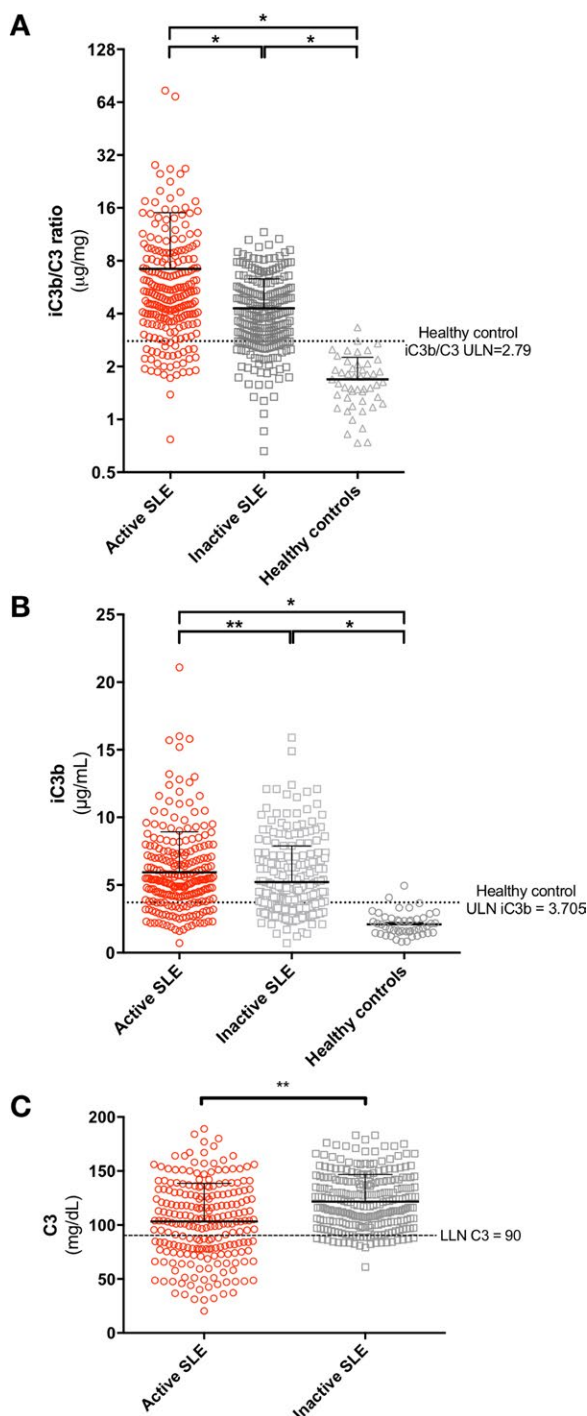 A
*
* *
128
64
32
16
8
4
2
1
0.5
iC3b/C3 ratio
(µg/mg)
Healthy control
iC3b/C3 ULN=2.79
Active SLE
Inactive SLE
Healthy controls
B
*
** *
25
20
15
10
5
0
iC3b
(µg/mL)
Healthy control
ULN iC3b = 3.705
Active SLE
Inactive SLE
Healthy controls
C
**
200
150
100
50
0
C3
(mg/dL)
LLN C3 = 90
Active SLE
Inactive SLE